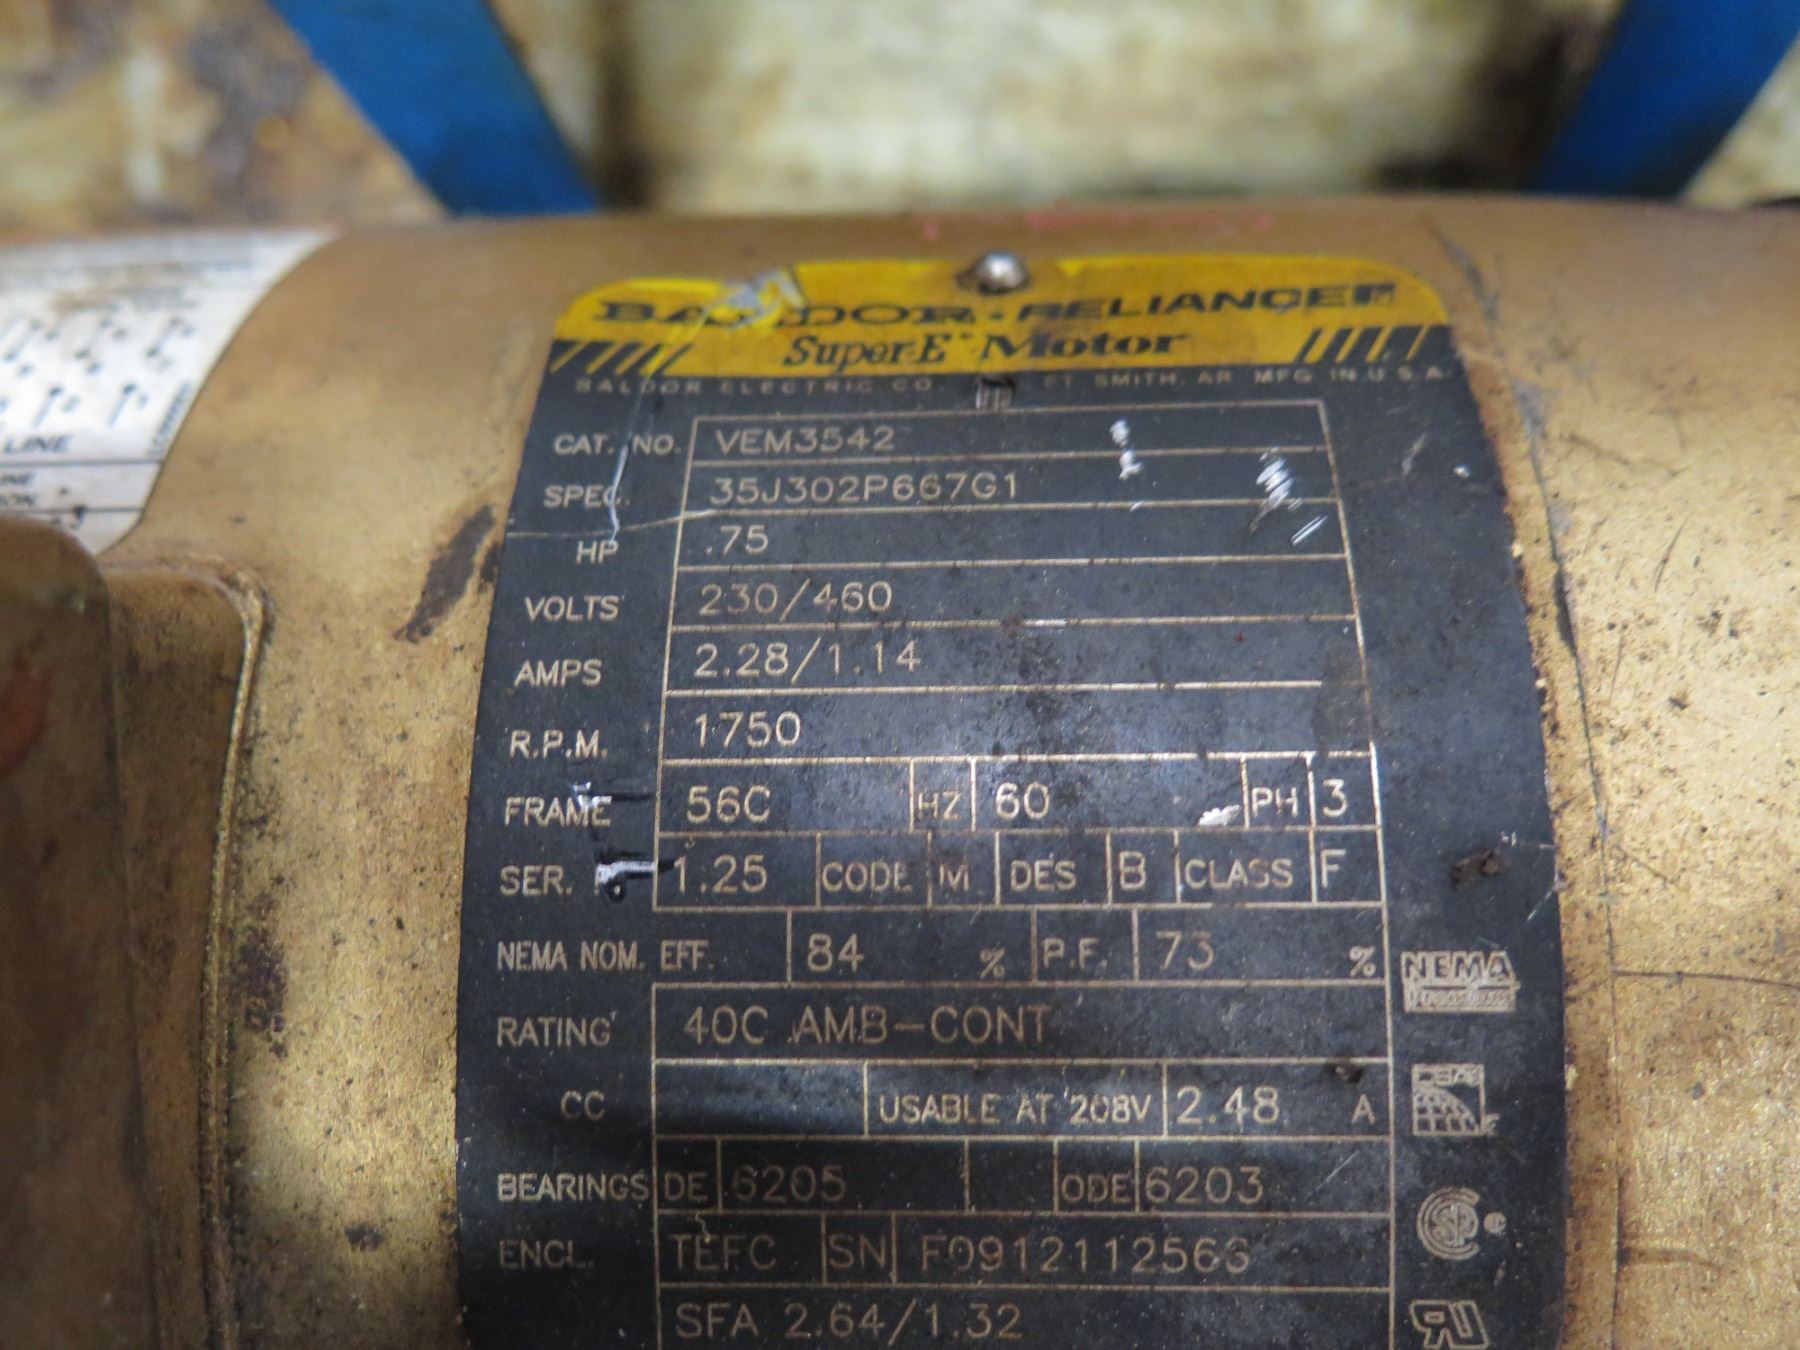 LINE
BALDOR • RELIANCER
Super-E Motor
BALDOR ELECTRIC CO. FT. SMITH, AR MFG. IN U.S.A.
CAT. NO. VEM3542
SPEC. 35J302P667G1
HP .75
VOLTS 230/460
AMPS 2.28/1.14
R.P.M. 1750
FRAME 56C HZ 60 PH 3
SER. F. 1.25 CODE M DES B CLASS F
NEMA NOM. EFF. 84 % P.F. 73 %
NEMA
RATING 40C AMB-CONT
CC USABLE AT 208V 2.48 A
BEARINGS DE 6205 ODE 6203
ENCL. TEFC SN
SFA 2.64/1.32